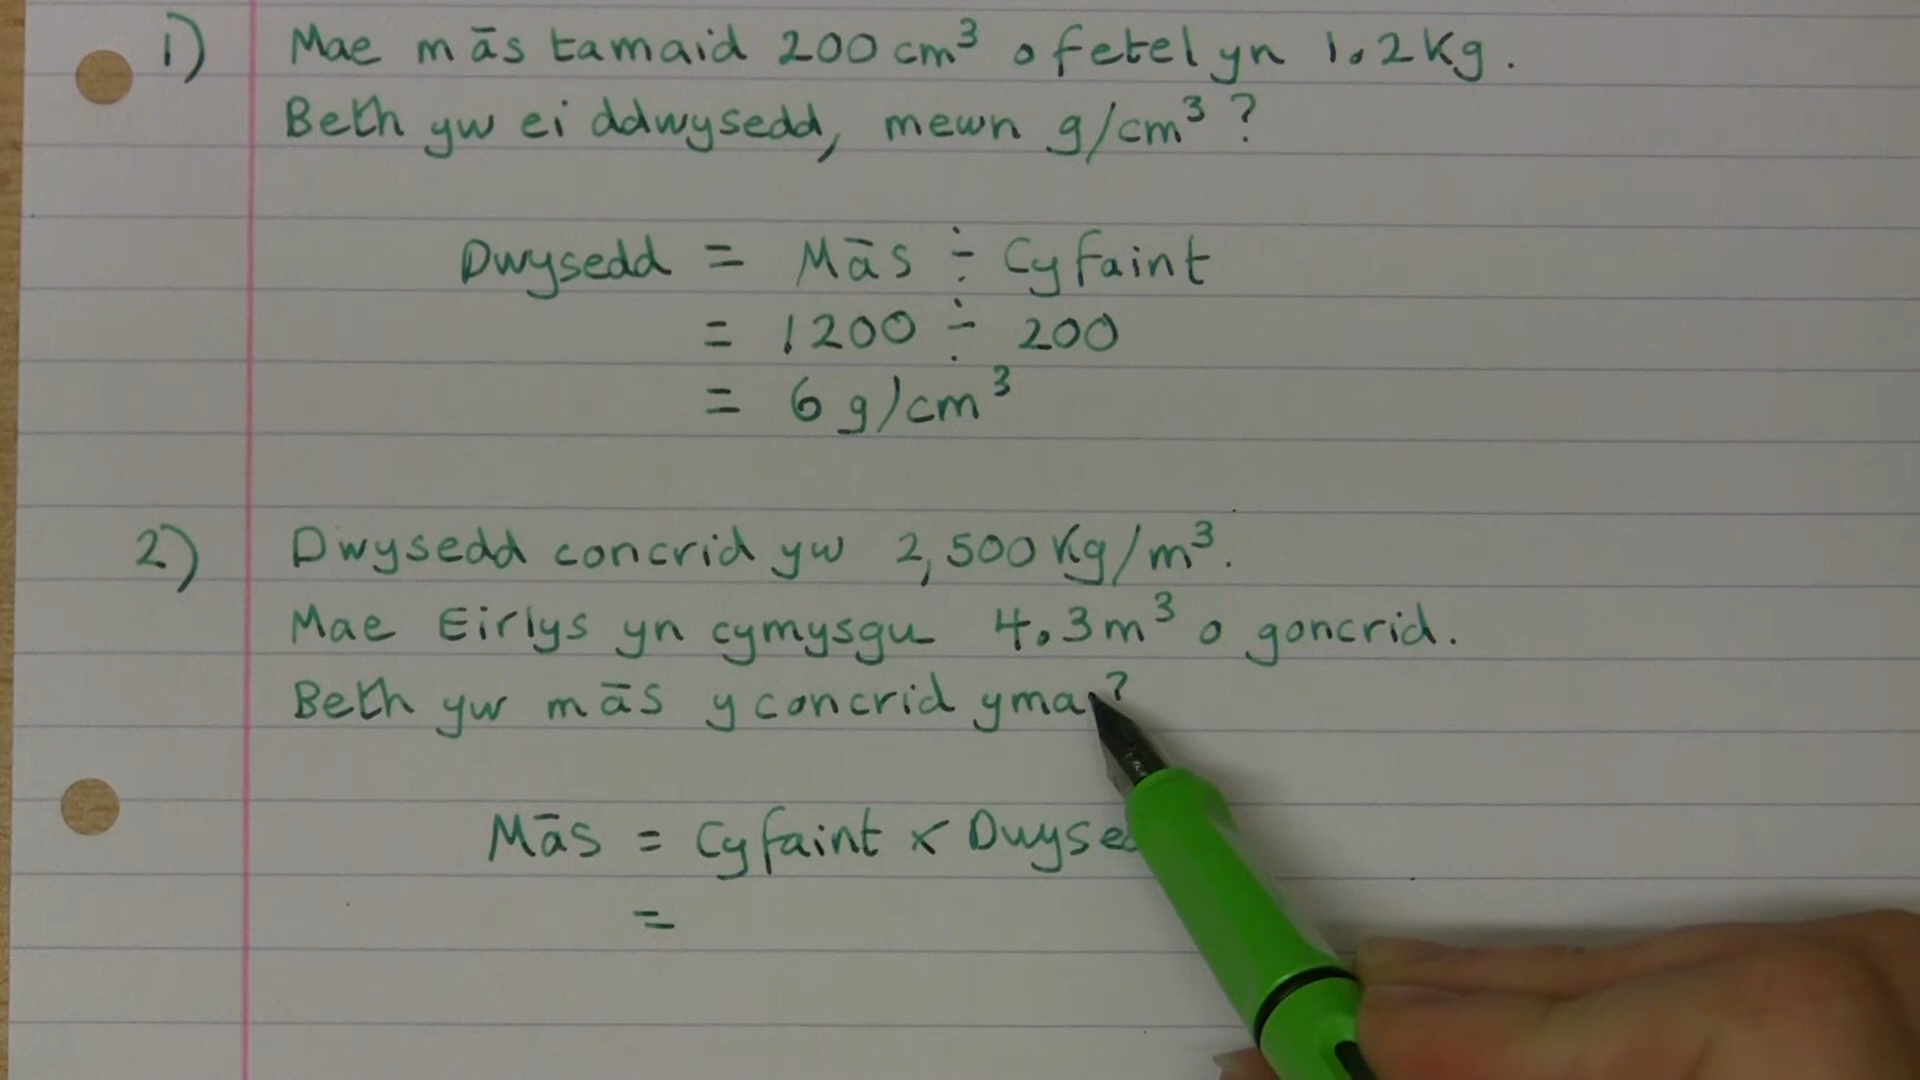 1) Mae mās tamaid 200 cm³ o fetel yn 1.2 Kg.
Beth yw ei ddwysedd, mewn g/cm³?
Dwysedd = Mās ÷ Cyfaint
= 1200 ÷ 200
= 6 g/cm³
2) Dwysedd concrid yw 2,500 Kg/m³.
Mae Eirlys yn cymysgu 4.3 m³ o goncrid.
Beth yw mās y concrid yma?
Mās = Cyfaint ×
=